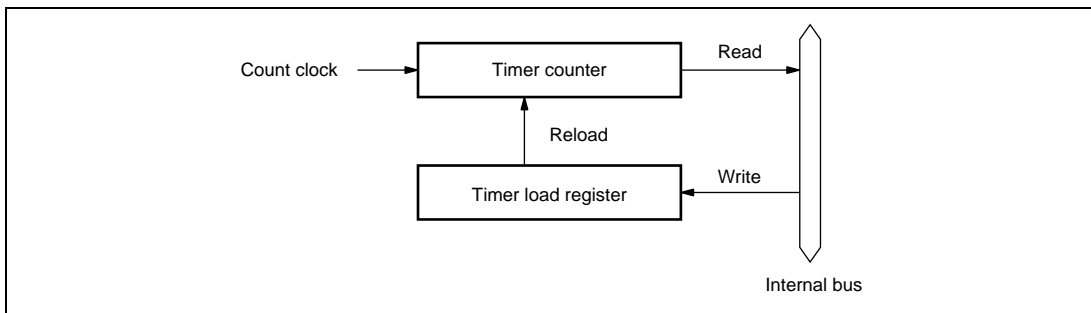 Read
Count clock
Timer counter
Reload
Write
Timer load register
Internal bus